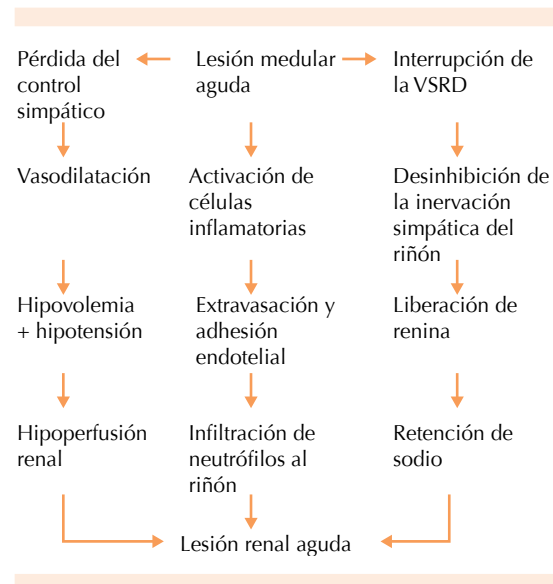 Pérdida del
control
simpático
Lesión medular
aguda
Interrupción de
la VSRD
Vasodilatación
Activación de
células
inflamatorias
Desinhibición de
la inervación
simpática del
riñón
Hipovolemia
+ hipotensión
Extravasación y
adhesión
endotelial
Liberación de
renina
Hipoperfusión
renal
Infiltración de
neutrófilos al
riñón
Retención de
sodio
Lesión renal aguda